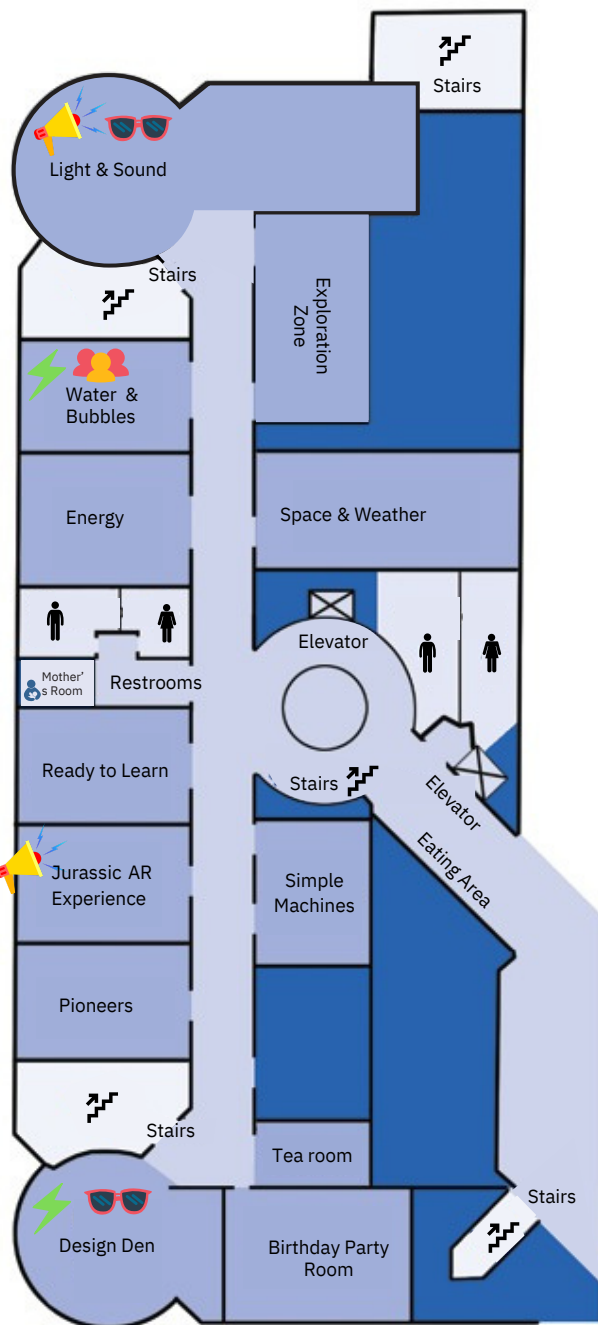 Stairs
Light & Sound
Stairs
Exploration
Zone
Water &
Bubbles
Energy
Space & Weather
Elevator
Mother'
s Room
Restrooms
Ready to Learn
Stairs
Elevator
Eating Area
Jurassic AR
Experience
Simple
Machines
Pioneers
Stairs
Tea room
Stairs
Design Den
Birthday Party
Room